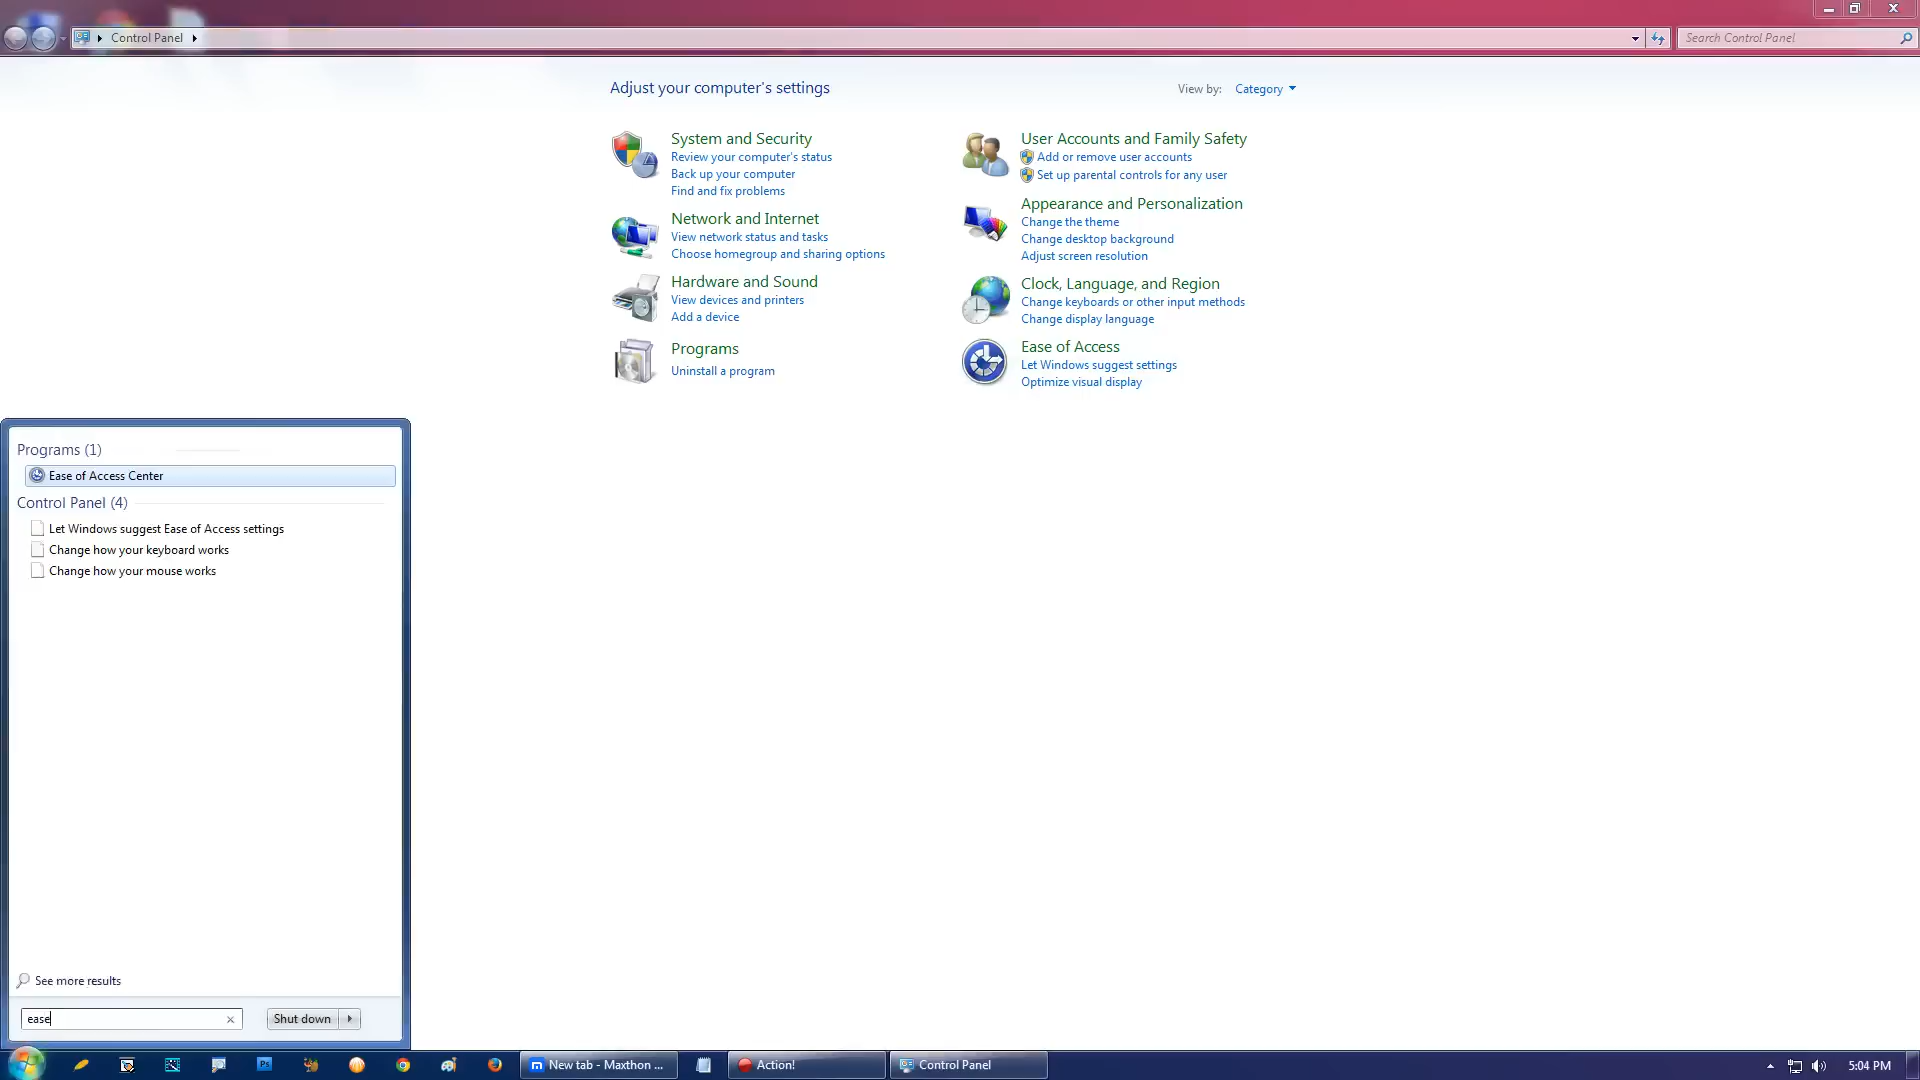 Control Panel
Search Control Panel
Adjust your computer's settings
View by: Category
System and Security
Review your computer's status
Back up your computer
Find and fix problems
Network and Internet
View network status and tasks
Choose homegroup and sharing options
Hardware and Sound
View devices and printers
Add a device
Programs
Uninstall a program
User Accounts and Family Safety
Add or remove user accounts
Set up parental controls for any user
Appearance and Personalization
Change the theme
Change desktop background
Adjust screen resolution
Clock, Language, and Region
Change keyboards or other input methods
Change display language
Ease of Access
Let Windows suggest settings
Optimize visual display
Programs (1)
Ease of Access Center
Control Panel (4)
Let Windows suggest Ease of Access settings
Change how your keyboard works
Change how your mouse works
See more results
ease
Shut down
Ps
New tab - Maxthon ...
Action!
Control Panel
5:04 PM